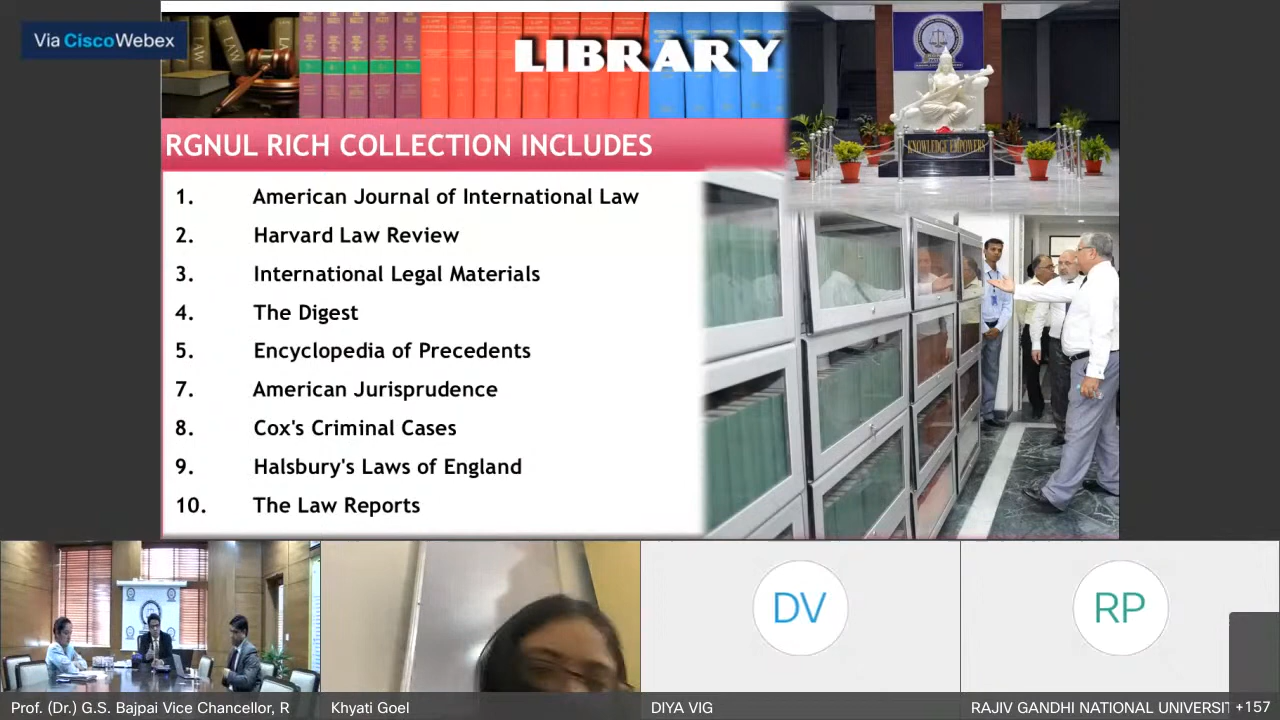 Via CiscoWebex
LAW
LAW
LAW
LIBRARY
KNOWLEDGE EMPOWERS
RGNUL RICH COLLECTION INCLUDES
1. American Journal of International Law
2. Harvard Law Review
3. International Legal Materials
4. The Digest
5. Encyclopedia of Precedents
7. American Jurisprudence
8. Cox's Criminal Cases
9. Halsbury's Laws of England
10. The Law Reports
DV
RP
Prof. (Dr.) G.S. Bajpai Vice Chancellor, R
Khyati Goel
DIYA VIG
RAJIV GANDHI NATIONAL UNIVERSIT
+157